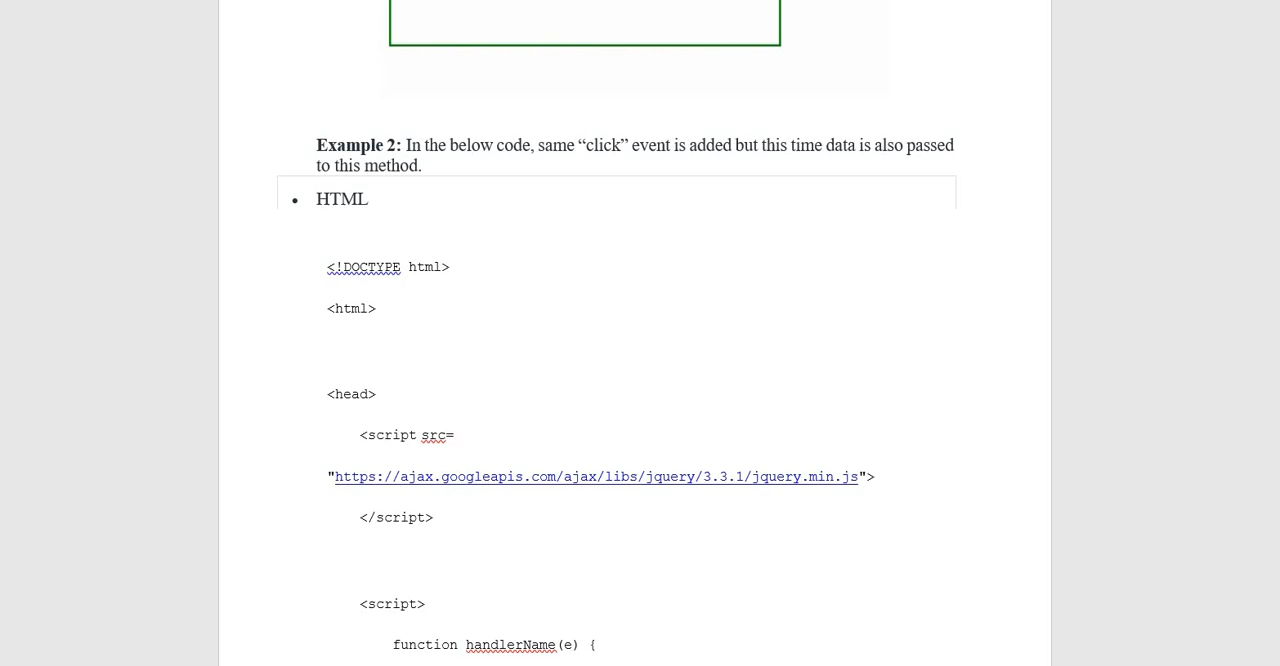 Example 2: In the below code, same “click” event is added but this time data is also passed
to this method.
• HTML
<!DOCTYPE html>
<html>
<head>
<script src=
"https://ajax.googleapis.com/ajax/libs/jquery/3.3.1/jquery.min.js">
</script>
<script>
function handlerName(e) {